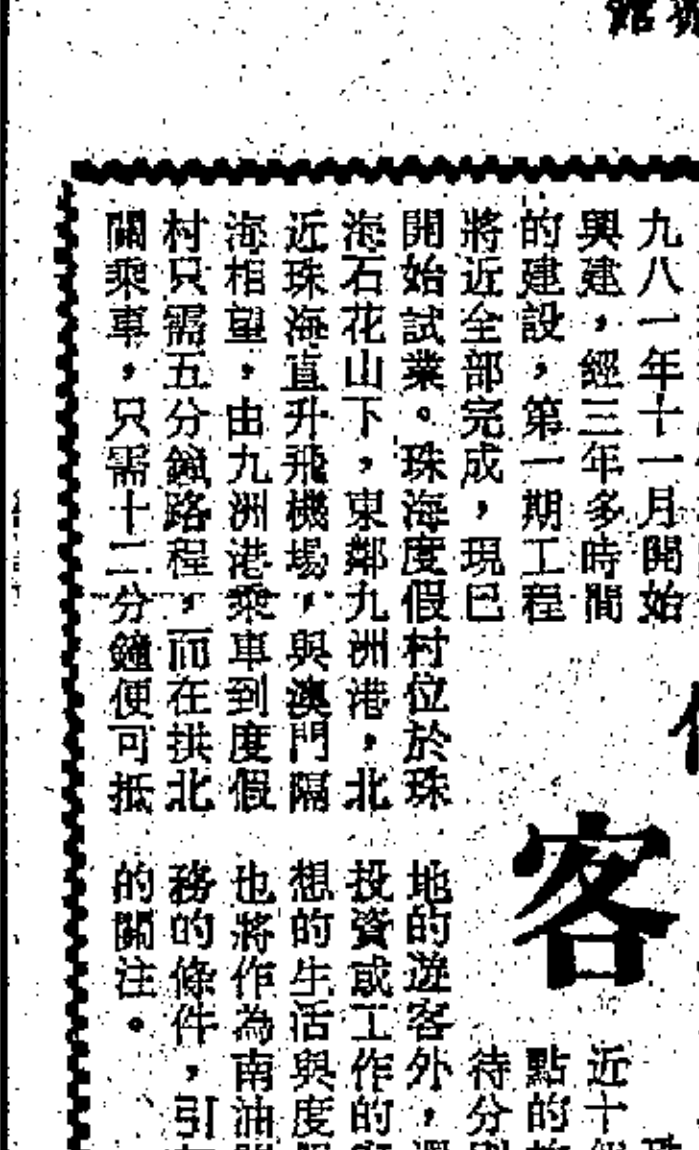 九八一年十一月開始
興建，經三年多時間
的建設，第一期工程
將近全部完成，現已
開始試業。珠海度假村位於珠
海石花山下，東鄰九洲港，北
近珠海直升飛機場，與澳門隔
海相望，由九洲港乘車到度假
村只需五分鐘路程，而在拱北
關乘車，只需十二分鐘便可抵
客
近十
點的
待分
地的遊客外，
投資或工作的
想的生活與度
也將作為南油
務的條件，引
的關注。